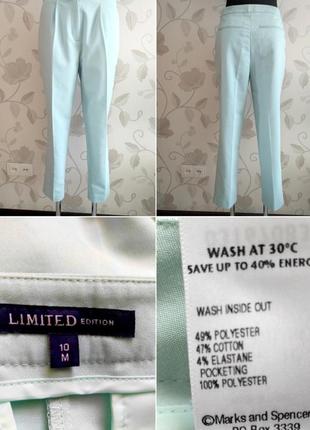 LIMITED EDITION
10
M
WASH AT 30°C
SAVE UP TO 40% ENERG
WASH INSIDE OUT
49% POLYESTER
47% COTTON
4% ELASTANE
POCKETING
100% POLYESTER
©Marks and Spencer
PO Box 3339